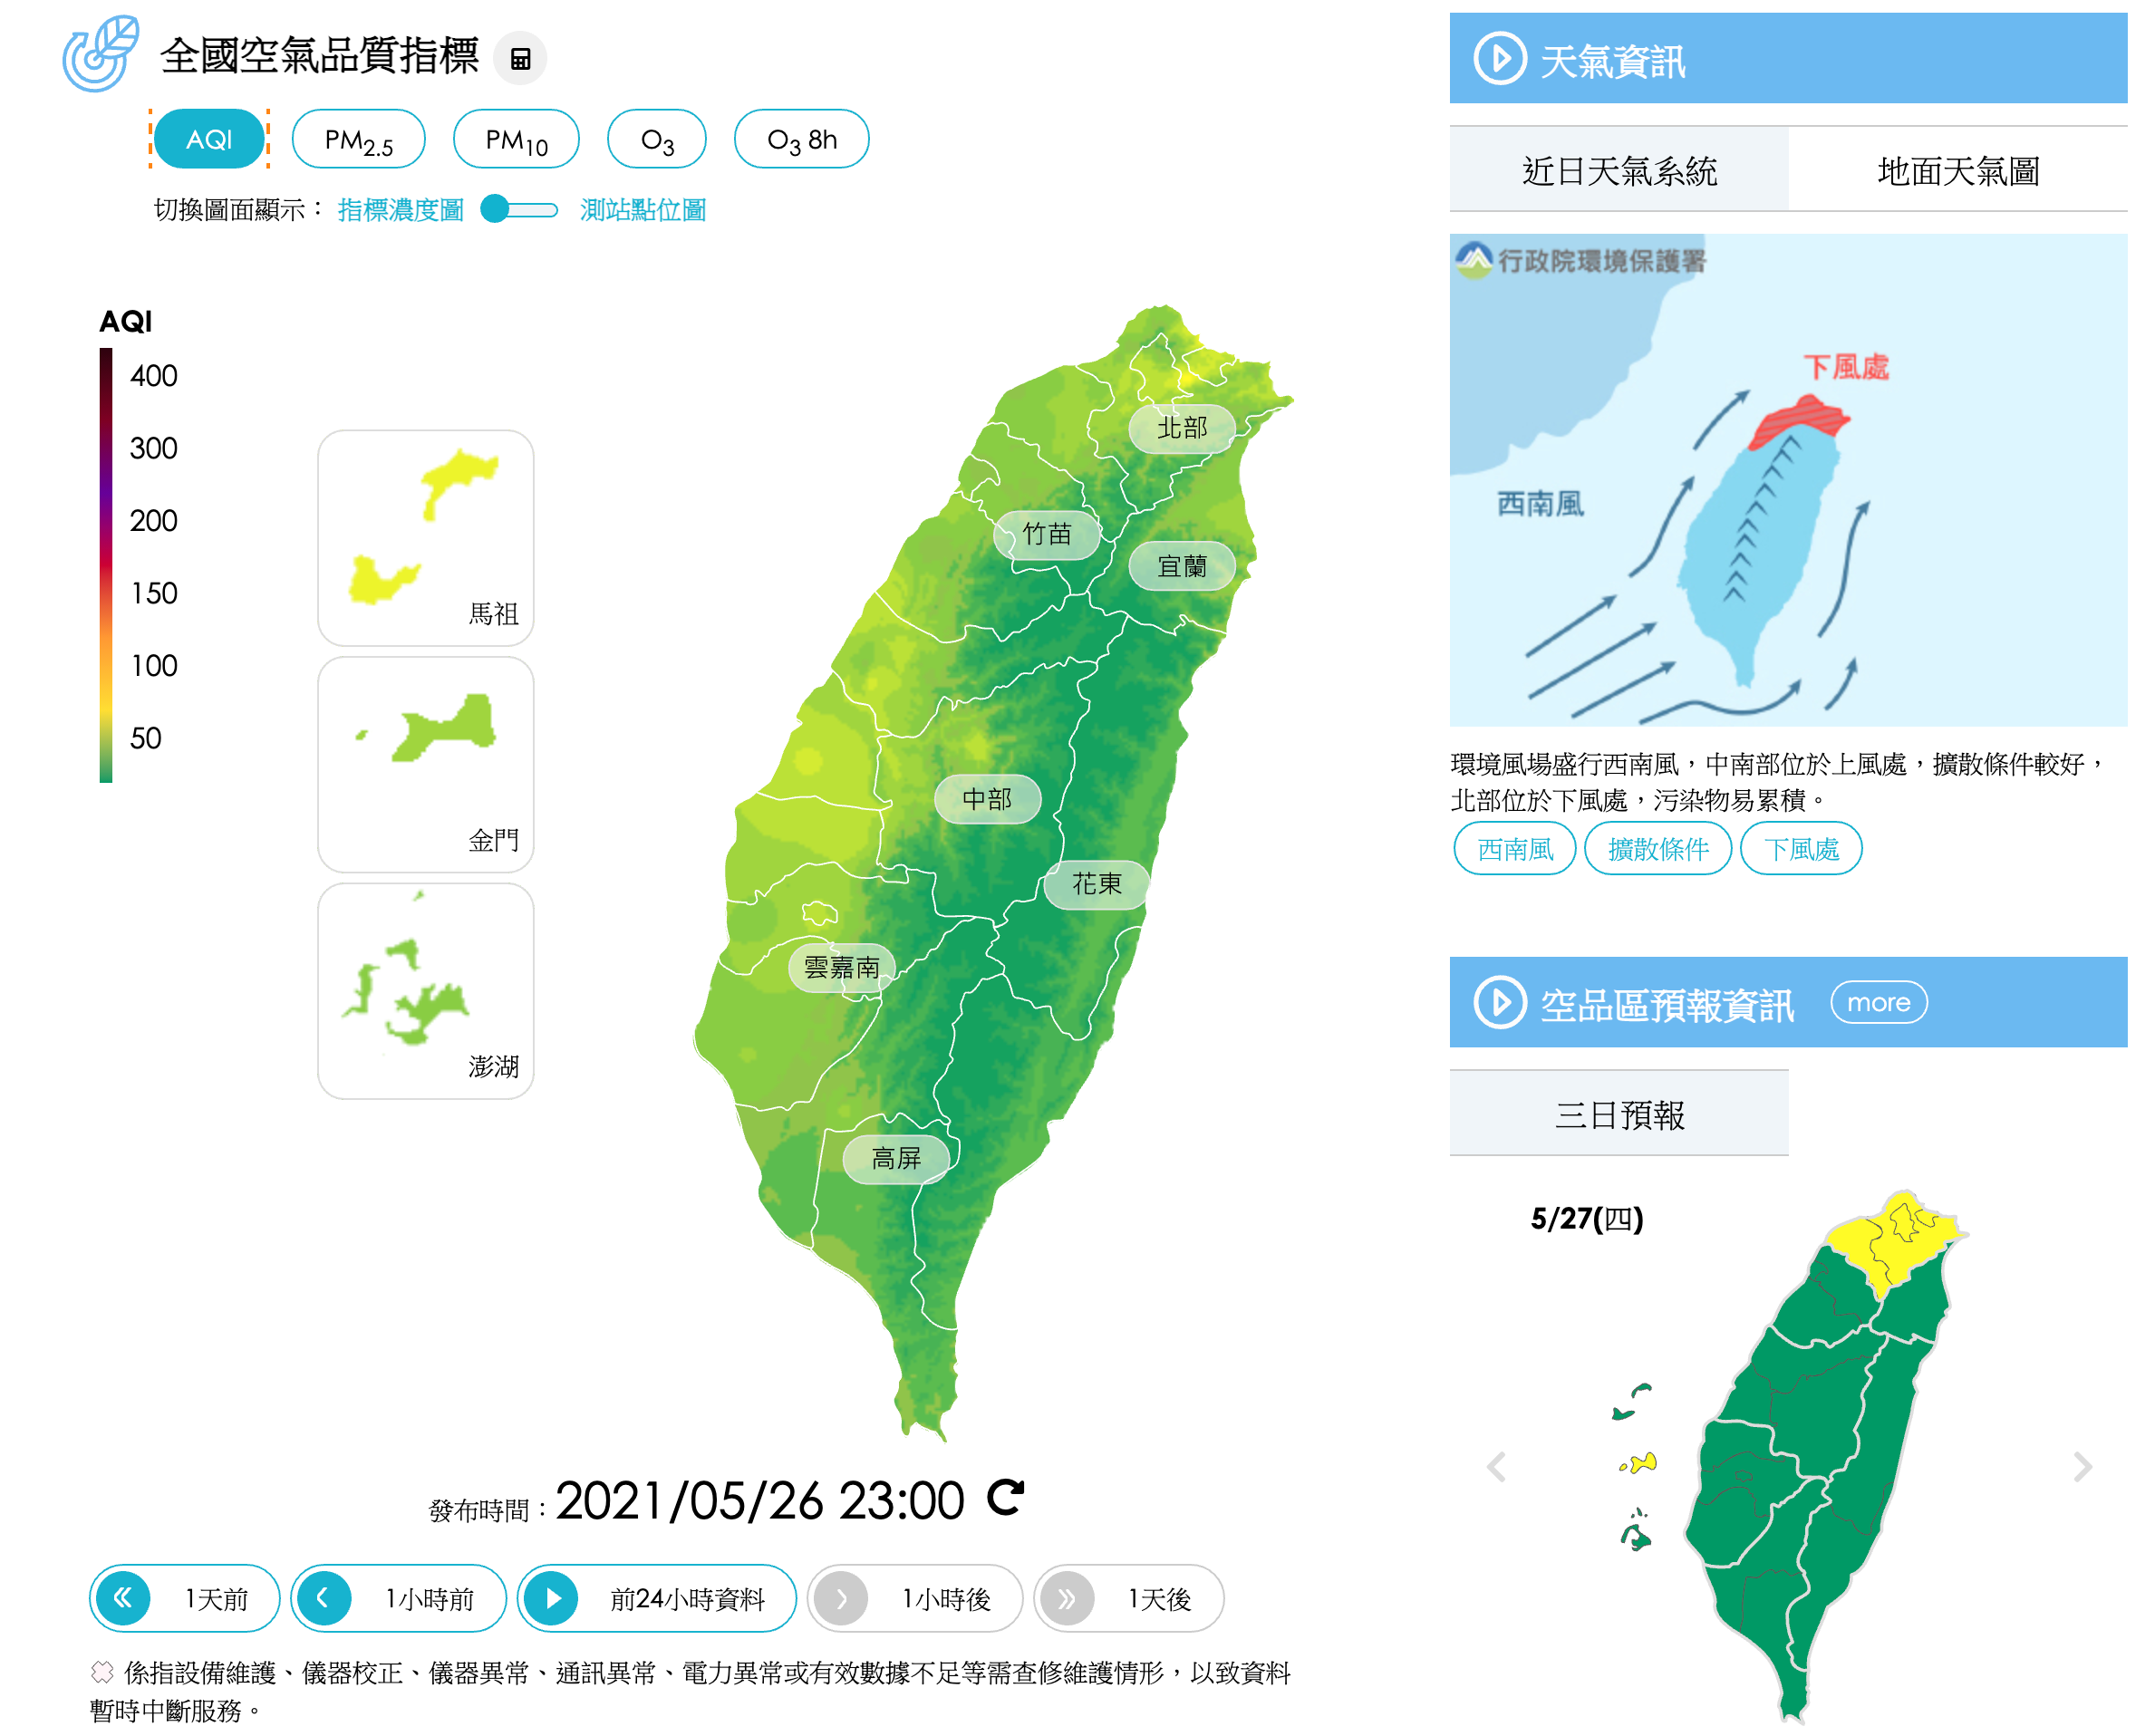 全國空氣品質指標
AQI
PM2.5
PM10
O3
O3 8h
切換圖面顯示：
指標濃度圖
測站點位圖
AQI
400
300
200
150
100
50
馬祖
金門
澎湖
北部
竹苗
宜蘭
中部
花東
雲嘉南
高屏
發布時間：2021/05/26 23:00
1天前
1小時前
前24小時資料
1小時後
1天後
係指設備維護、儀器校正、儀器異常、通訊異常、電力異常或有效數據不足等需查修維護情形，以致資料
暫時中斷服務。
天氣資訊
近日天氣系統
地面天氣圖
行政院環境保護署
下風處
西南風
環境風場盛行西南風，中南部位於上風處，擴散條件較好，
北部位於下風處，污染物易累積。
西南風
擴散條件
下風處
空品區預報資訊
more
三日預報
5/27(四)